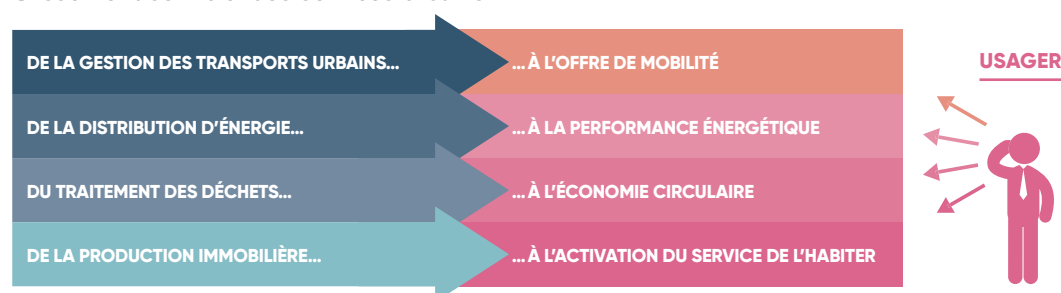 DE LA GESTION DES TRANSPORTS URBAINS...
...À L'OFFRE DE MOBILITÉ
USAGER
DE LA DISTRIBUTION D'ÉNERGIE...
...À LA PERFORMANCE ÉNERGÉTIQUE
DU TRAITEMENT DES DÉCHETS...
...À L'ÉCONOMIE CIRCULAIRE
DE LA PRODUCTION IMMOBILIÈRE...
...À L'ACTIVATION DU SERVICE DE L'HABITER